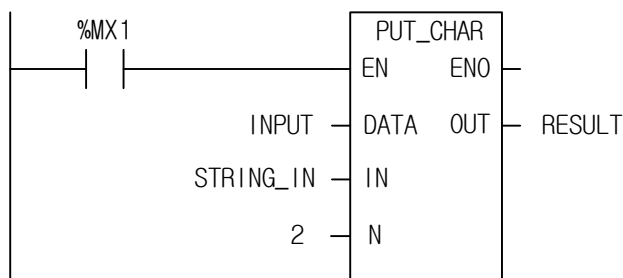 %MX1 PUT_CHAR
EN ENO
INPUT DATA OUT RESULT
STRING_IN IN
2 N